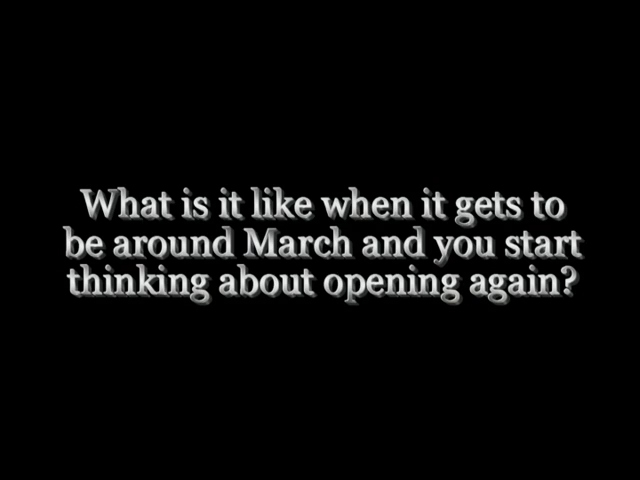 What is it like when it gets to
be around March and you start
thinking about opening again?